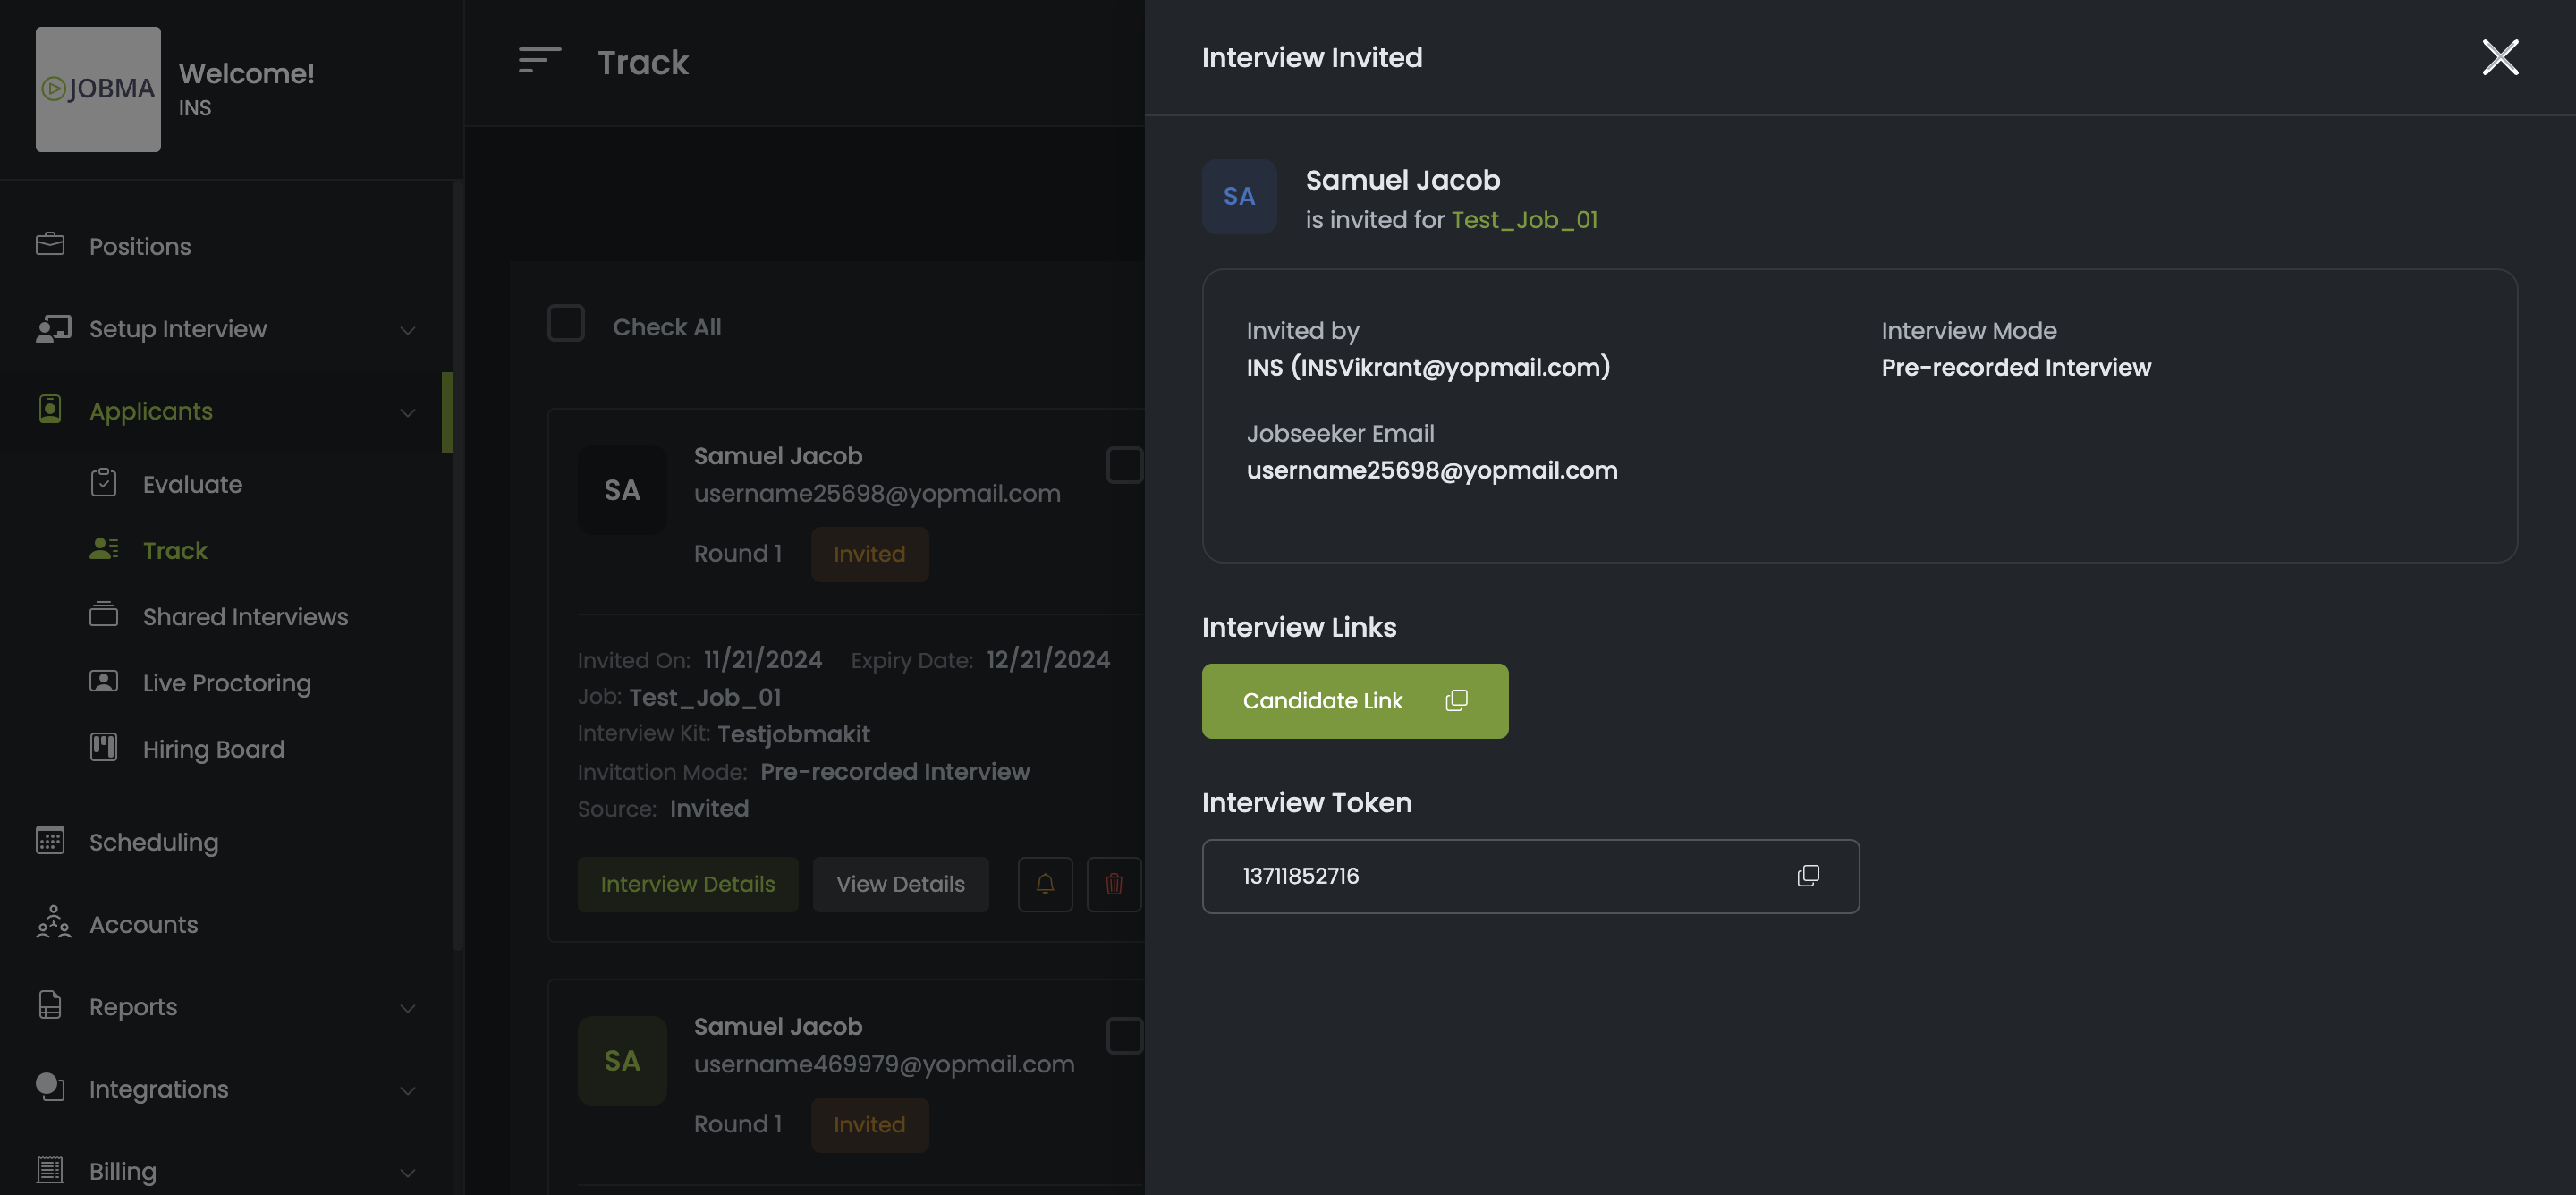 JOBMA
Welcome!
INS
Positions
Setup Interview
Applicants
Evaluate
Track
Shared Interviews
Live Proctoring
Hiring Board
Scheduling
Accounts
Reports
Integrations
Billing
Track
Check All
SA
Samuel Jacob
username25698@yopmail.com
Round 1 Invited
Invited On: 11/21/2024 Expiry Date: 12/21/2024
Job: Test_Job_01
Interview Kit: Testjobmakit
Invitation Mode: Pre-recorded Interview
Source: Invited
Interview Details View Details
SA
Samuel Jacob
username469979@yopmail.com
Round 1 Invited
Interview Invited
SA
Samuel Jacob
is invited for Test_Job_01
Invited by
INS (INSVikrant@yopmail.com)
Interview Mode
Pre-recorded Interview
Jobseeker Email
username25698@yopmail.com
Interview Links
Candidate Link
Interview Token
13711852716